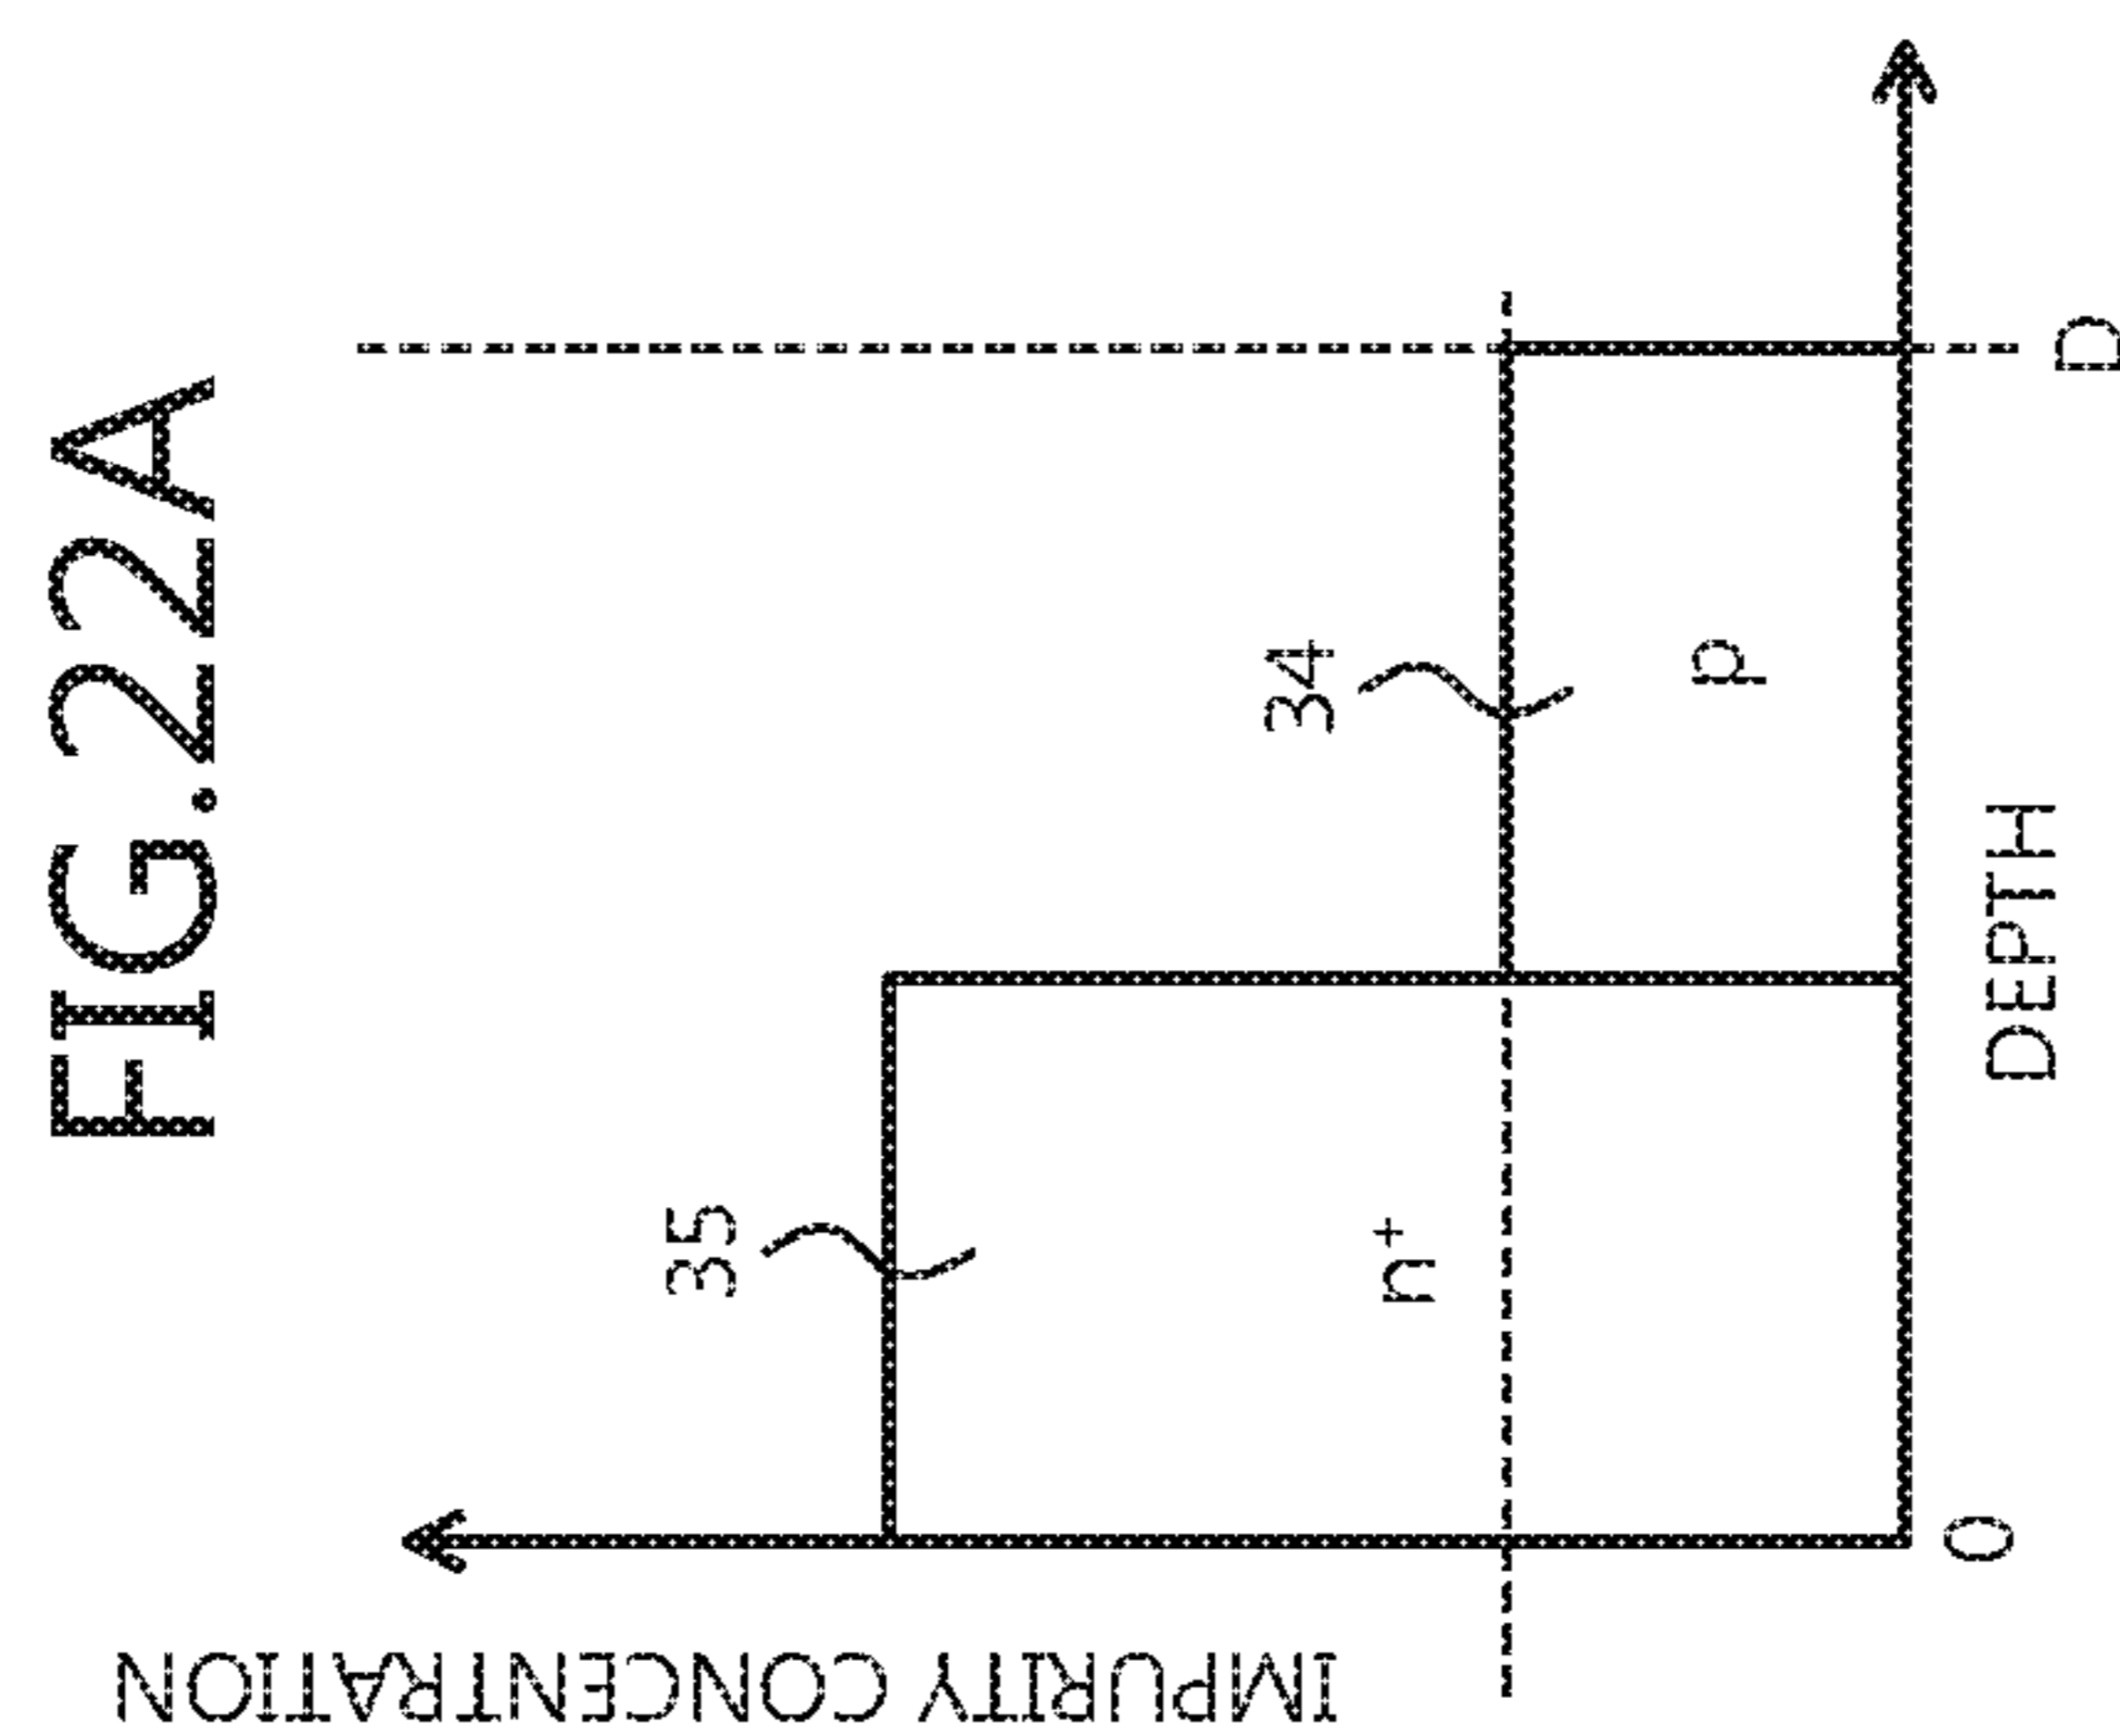 FIG.22A
IMPURITY CONCENTRATION
35
34
n+
p
0
DEPTH
D